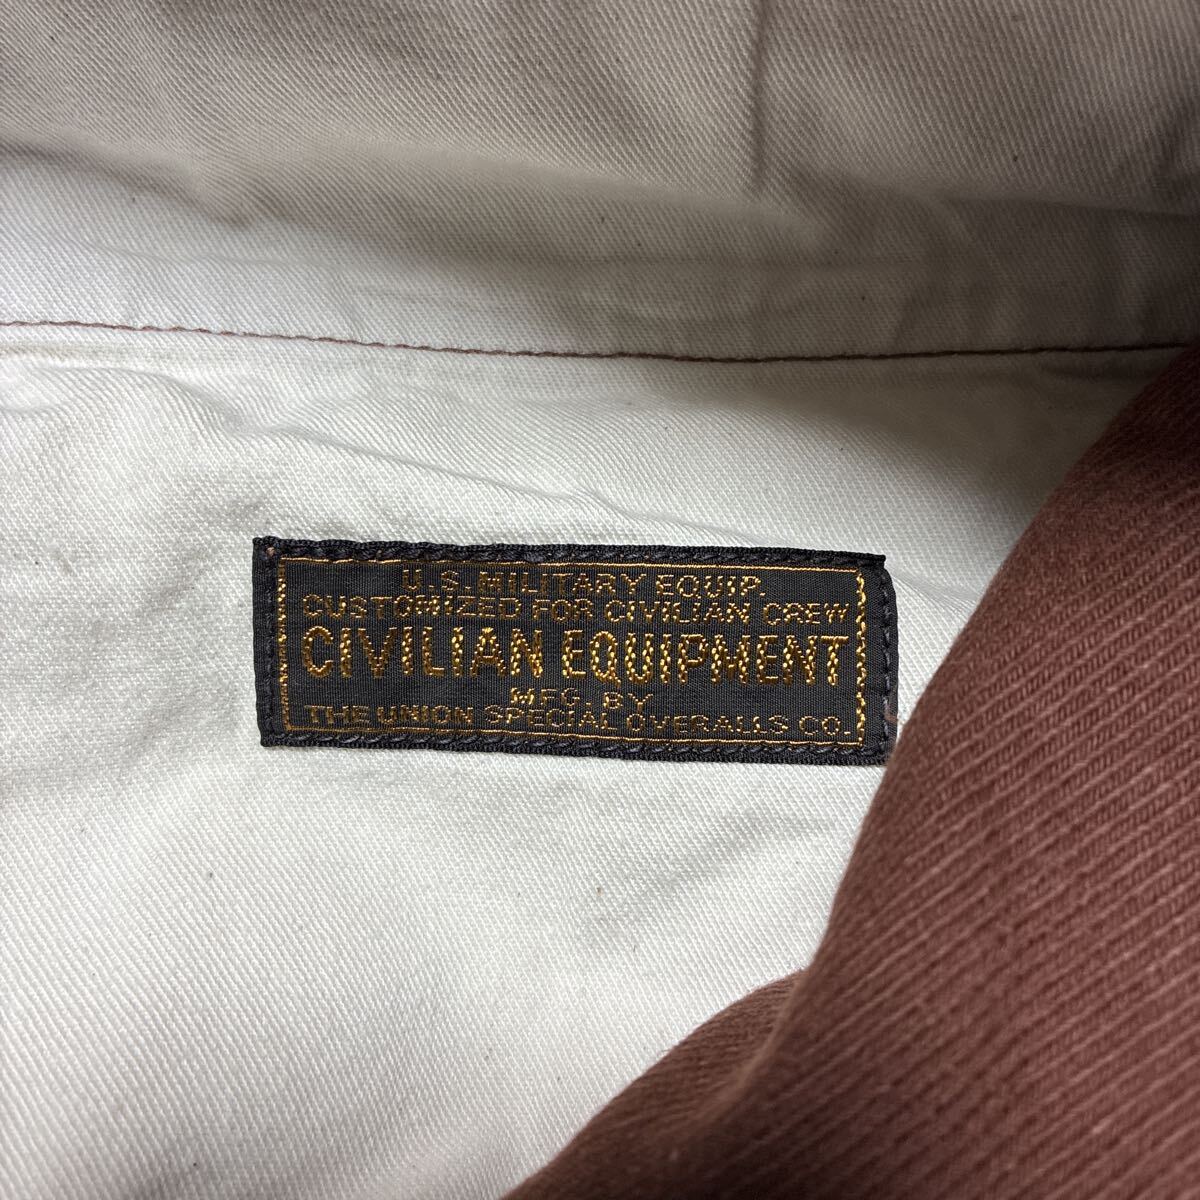 U.S. MILITARY EQUIP.
CUSTOMIZED FOR CIVILIAN CREW
CIVILIAN EQUIPMENT
MFG. BY
THE UNION SPECIAL OVERALLS CO.